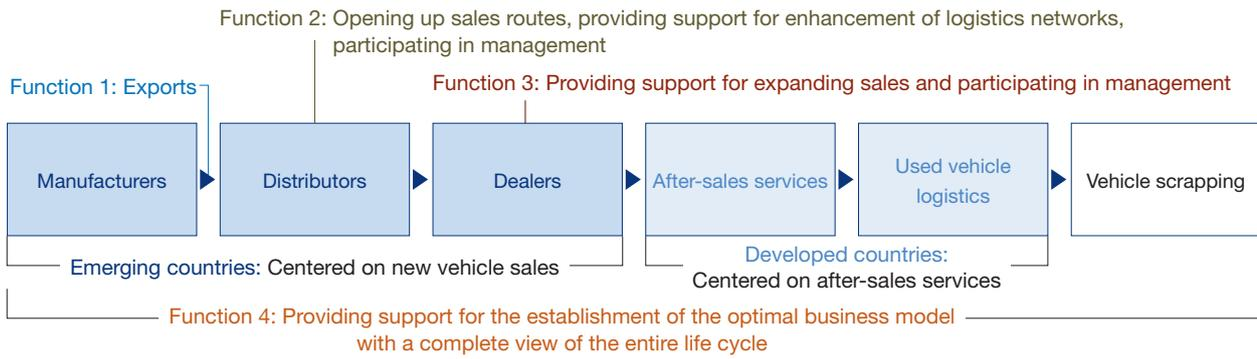 Function 2: Opening up sales routes, providing support for enhancement of logistics networks,
participating in management
Function 1: Exports
Function 3: Providing support for expanding sales and participating in management
Manufacturers
Distributors
Dealers
After-sales services
Used vehicle
logistics
Vehicle scrapping
Emerging countries: Centered on new vehicle sales
Developed countries:
Centered on after-sales services
Function 4: Providing support for the establishment of the optimal business model
with a complete view of the entire life cycle